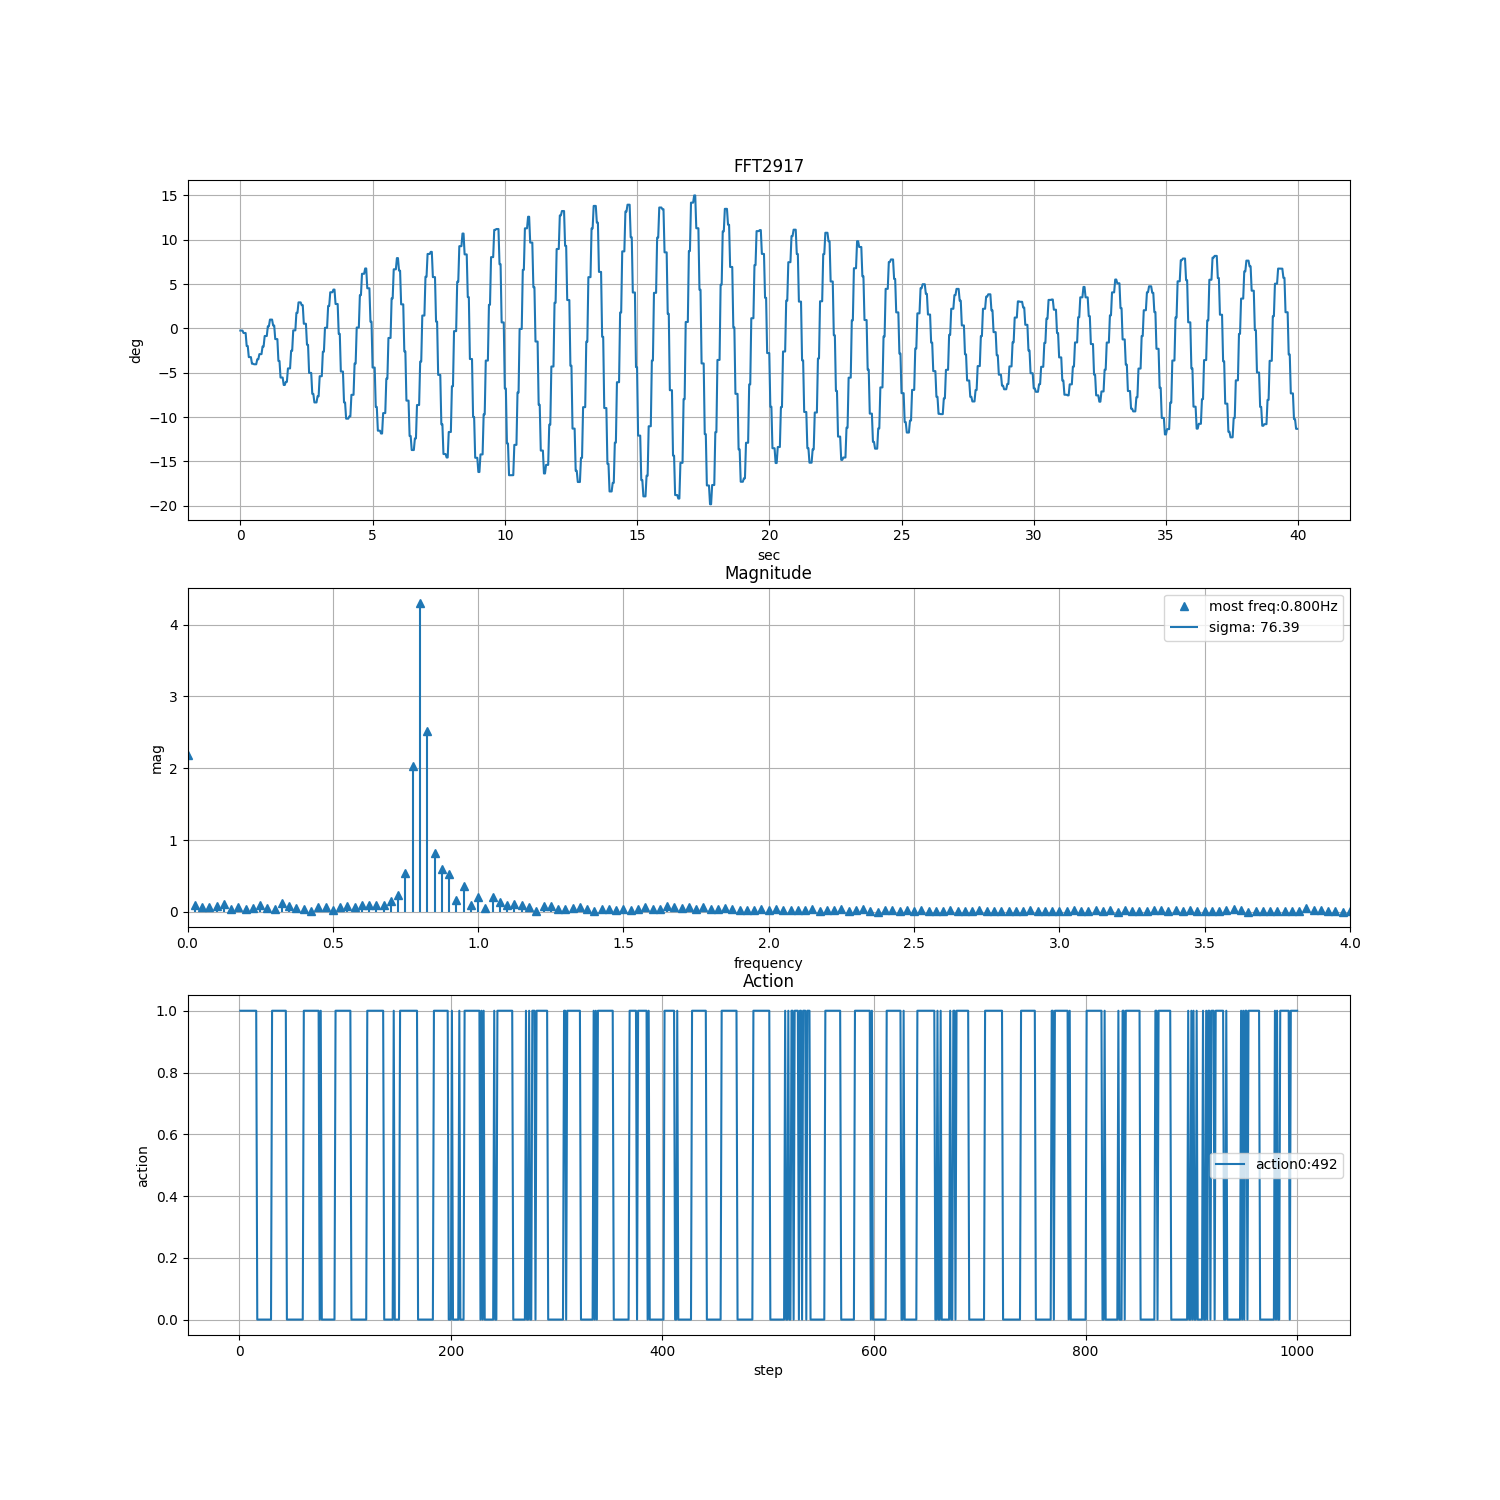 FFT2917
15
10
5
0
−5
−10
−15
−20
deg
0 5 10 15 20 25 30 35 40
sec
Magnitude
most freq:0.800Hz
sigma: 76.39
4
3
2
1
0
mag
0.0 0.5 1.0 1.5 2.0 2.5 3.0 3.5 4.0
frequency
Action
1.0
0.8
0.6
0.4
0.2
0.0
action
action0:492
0 200 400 600 800 1000
step